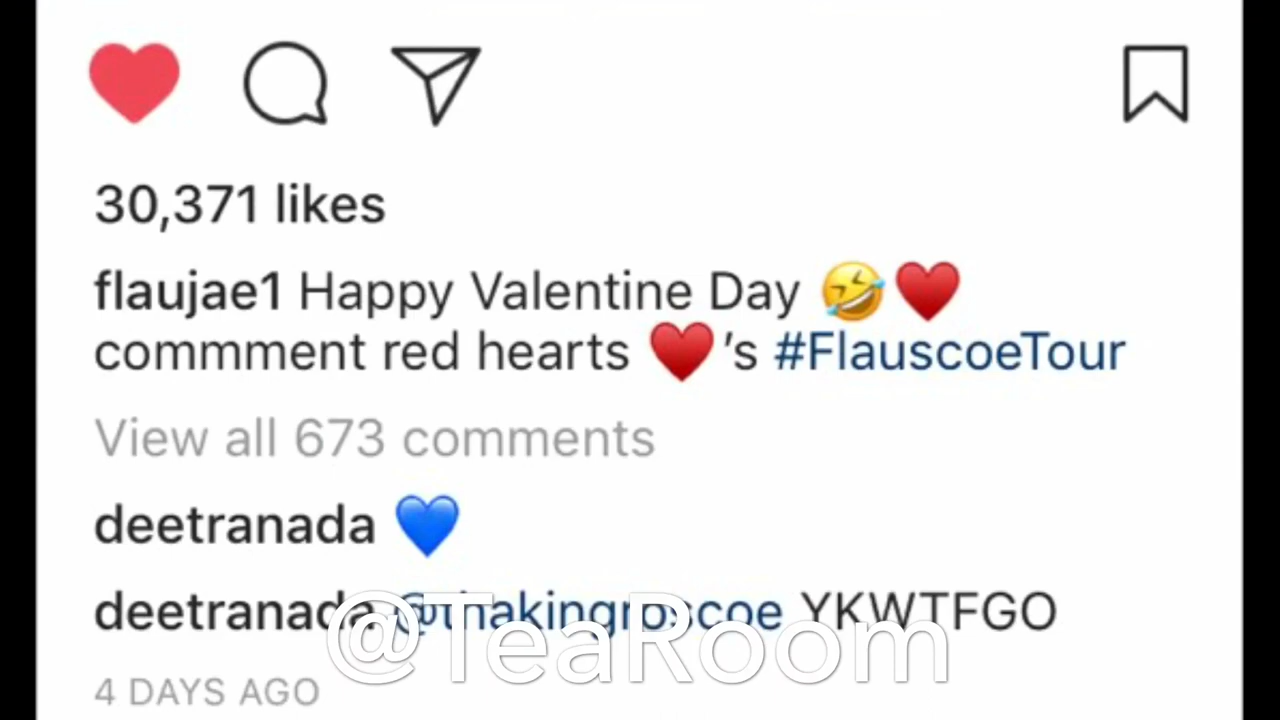 30,371 likes
flaujae1 Happy Valentine Day 🤣♥️
commment red hearts ♥️'s #FlauscoeTour
View all 673 comments
deetranada 💙
deetranada @thakingroscoe YKWTFGO
@TeaRoom
4 DAYS AGO